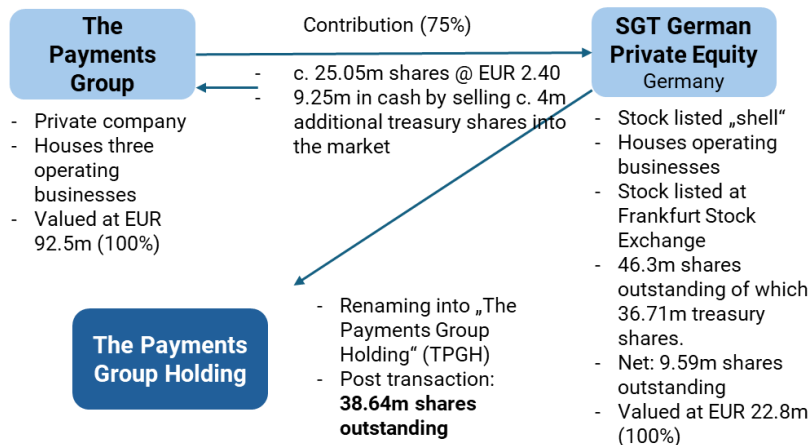 The
Payments
Group
Contribution (75%)
- c. 25.05m shares @ EUR 2.40
- 9.25m in cash by selling c. 4m
additional treasury shares into
the market
SGT German
Private Equity
Germany
- Private company
- Houses three
operating
businesses
- Valued at EUR
92.5m (100%)
- Stock listed „shell“
- Houses operating
businesses
- Stock listed at
Frankfurt Stock
Exchange
- 46.3m shares
outstanding of which
36.71m treasury
shares.
- Net: 9.59m shares
outstanding
- Valued at EUR 22.8m
(100%)
The Payments
Group Holding
- Renaming into „The
Payments Group
Holding“ (TPGH)
- Post transaction:
38.64m shares
outstanding